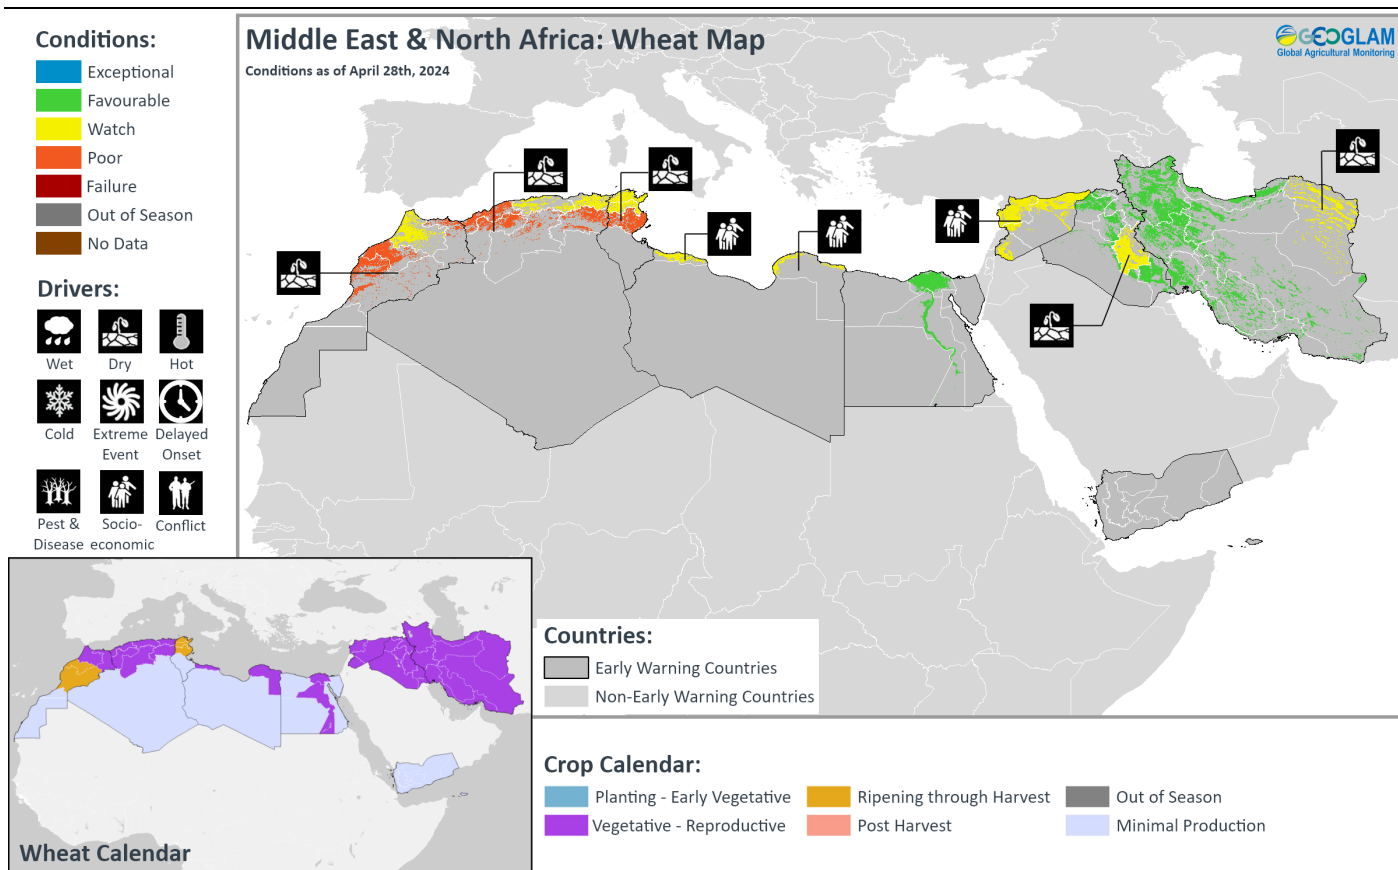 Conditions:
Exceptional
Favourable
Watch
Poor
Failure
Out of Season
No Data
Drivers:
Wet
Dry
Hot
Cold
Extreme Event
Delayed Onset
Pest & Disease
Socio-economic
Conflict
Middle East & North Africa: Wheat Map
Conditions as of April 28th, 2024
GEOGLAM
Global Agricultural Monitoring
Countries:
Early Warning Countries
Non-Early Warning Countries
Wheat Calendar
Crop Calendar:
Planting - Early Vegetative
Vegetative - Reproductive
Ripening through Harvest
Post Harvest
Out of Season
Minimal Production